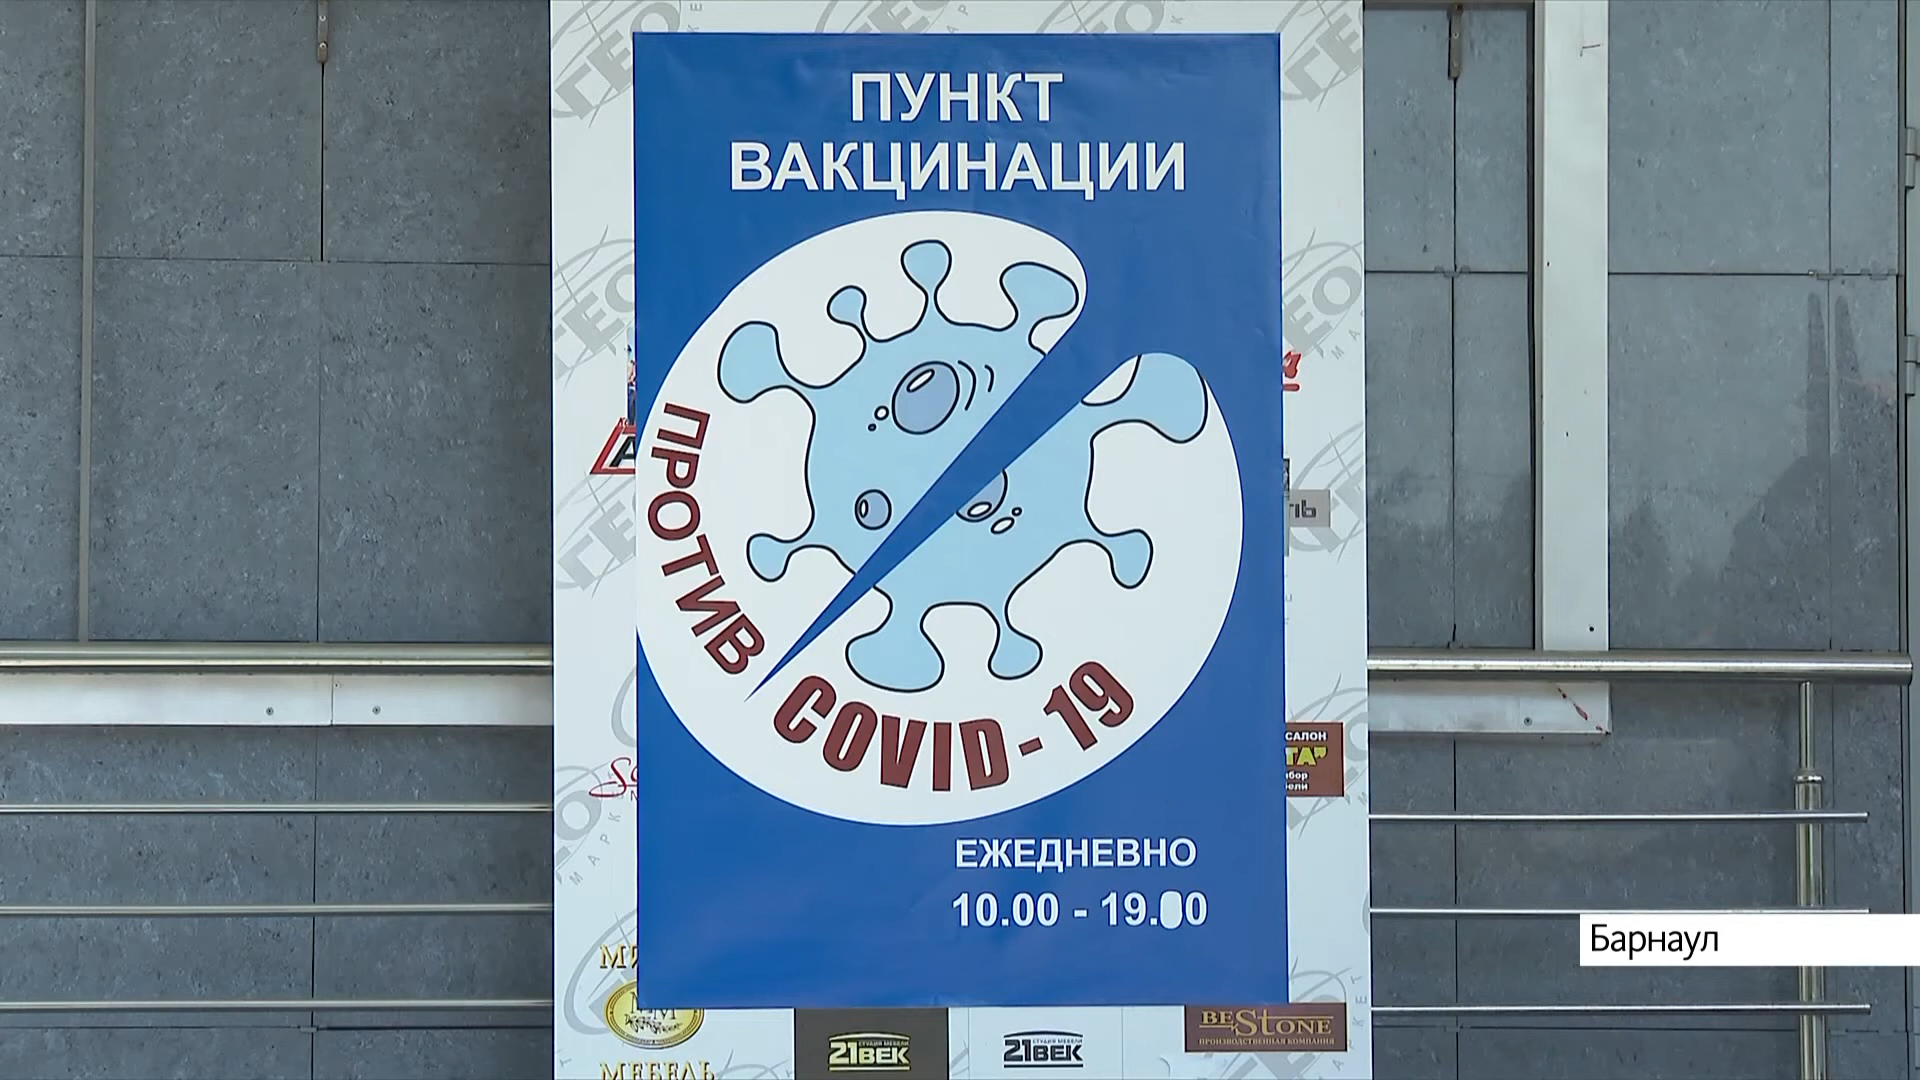 ПУНКТ
ВАКЦИНАЦИИ
ПРОТИВ
COVID-19
ЕЖЕДНЕВНО
10.00 - 19.00
Барнаул
САЛОН
СТУДИЯ МЕБЕЛИ
21ВЕК
СТУДИЯ МЕБЕЛИ
21ВЕК
BESTONE
ПРОИЗВОДСТВЕННАЯ КОМПАНИЯ
МЕБЕЛЬ